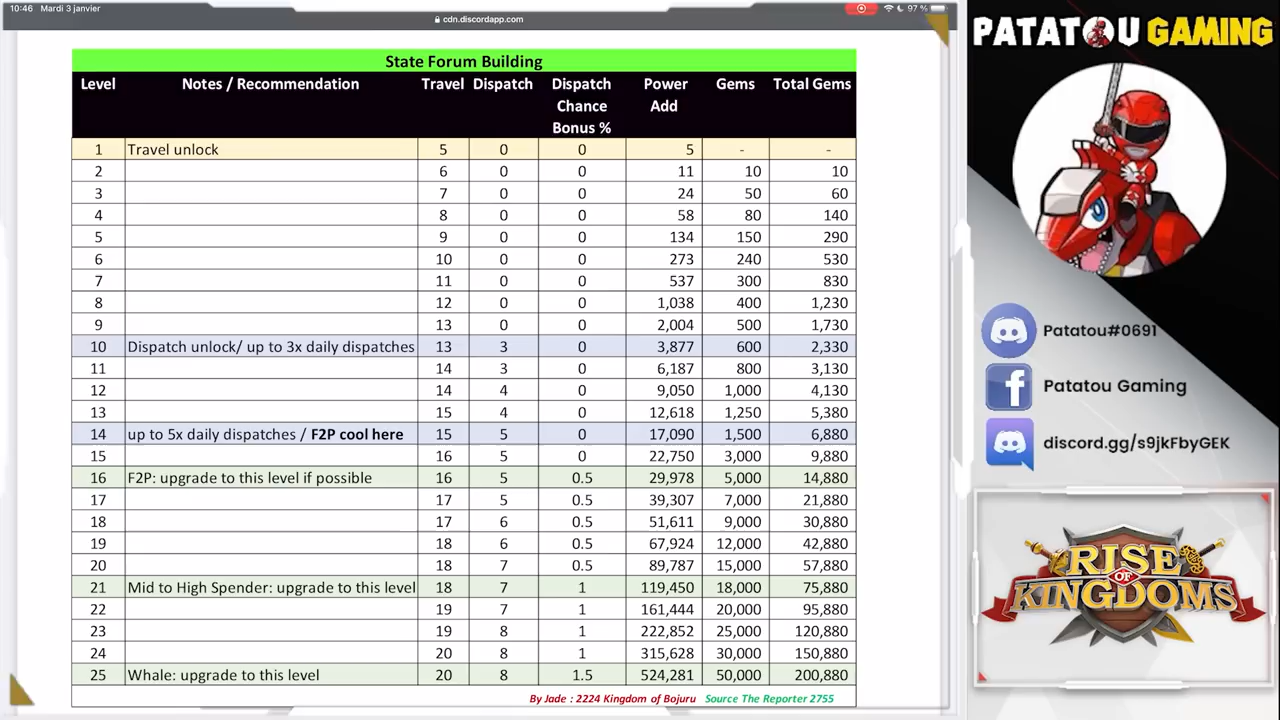 10:46 Mardi 3 janvier
97 %
cdn.discordapp.com
State Forum Building
Level Notes / Recommendation Travel Dispatch Dispatch Chance Bonus % Power Add Gems Total Gems
1 Travel unlock 5 0 0 5 - -
2 6 0 0 11 10 10
3 7 0 0 24 50 60
4 8 0 0 58 80 140
5 9 0 0 134 150 290
6 10 0 0 273 240 530
7 11 0 0 537 300 830
8 12 0 0 1,038 400 1,230
9 13 0 0 2,004 500 1,730
10 Dispatch unlock/ up to 3x daily dispatches 13 3 0 3,877 600 2,330
11 14 3 0 6,187 800 3,130
12 14 4 0 9,050 1,000 4,130
13 15 4 0 12,618 1,250 5,380
14 up to 5x daily dispatches / F2P cool here 15 5 0 17,090 1,500 6,880
15 16 5 0 22,750 3,000 9,880
16 F2P: upgrade to this level if possible 16 5 0.5 29,978 5,000 14,880
17 17 5 0.5 39,307 7,000 21,880
18 17 6 0.5 51,611 9,000 30,880
19 18 6 0.5 67,924 12,000 42,880
20 18 7 0.5 89,787 15,000 57,880
21 Mid to High Spender: upgrade to this level 18 7 1 119,450 18,000 75,880
22 19 7 1 161,444 20,000 95,880
23 19 8 1 222,852 25,000 120,880
24 20 8 1 315,628 30,000 150,880
25 Whale: upgrade to this level 20 8 1.5 524,281 50,000 200,880
By Jade : 2224 Kingdom of Bojuru Source The Reporter 2755
PATATOU GAMING
Patatou#0691
Patatou Gaming
discord.gg/s9jkFbyGEK
RISE
OF
KINGDOMS